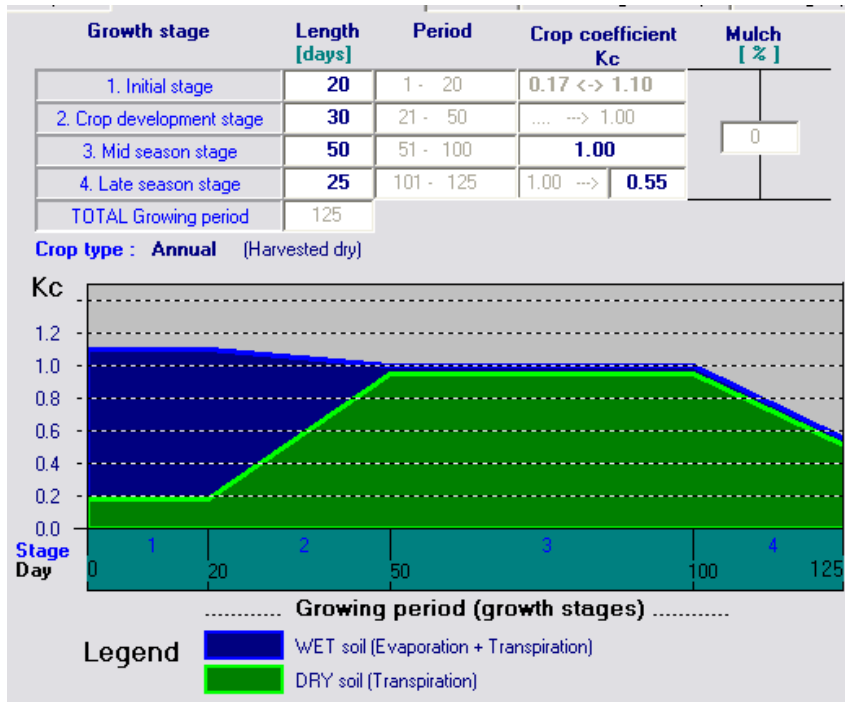 Growth stage Length Period Crop coefficient Mulch
[days] Kc [ % ]
1. Initial stage 20 1 - 20 0.17 <-> 1.10
2. Crop development stage 30 21 - 50 .... ---> 1.00 0
3. Mid season stage 50 51 - 100 1.00
4. Late season stage 25 101 - 125 1.00 ---> 0.55
TOTAL Growing period 125
Crop type : Annual (Harvested dry)
Kc
1.2
1.0
0.8
0.6
0.4
0.2
0.0
Stage 1 2 3 4
Day 0 20 50 100 125
............ Growing period (growth stages) ............
Legend
WET soil (Evaporation + Transpiration)
DRY soil (Transpiration)